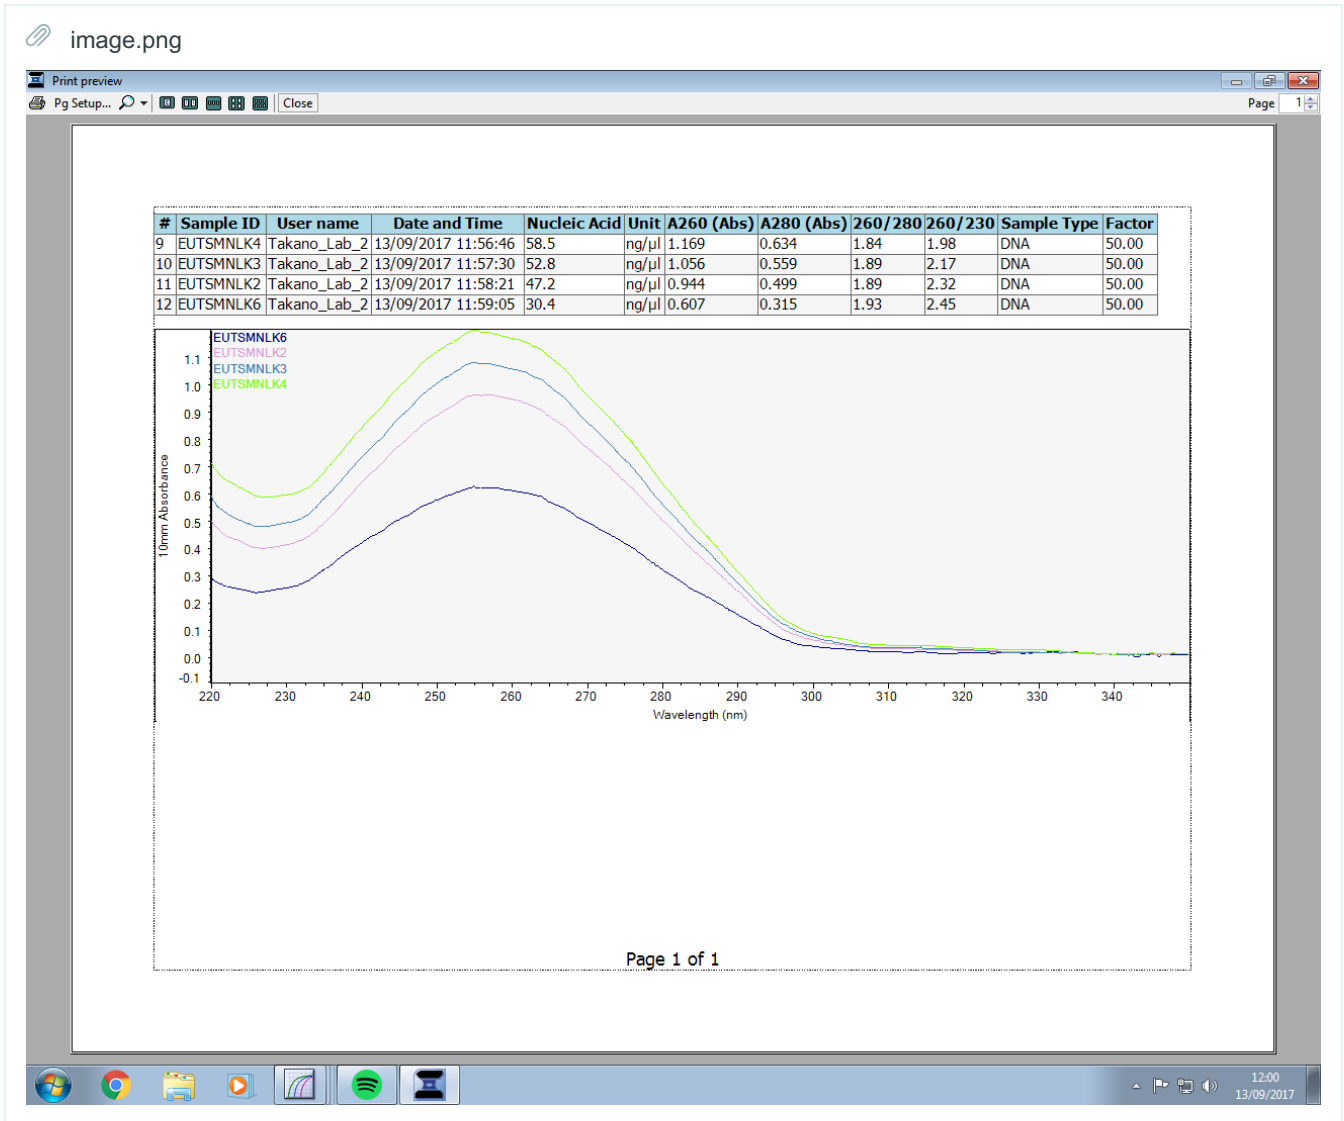 image.png
Print preview
Pg Setup... Close Page 1
# Sample ID User name Date and Time Nucleic Acid Unit A260 (Abs) A280 (Abs) 260/280 260/230 Sample Type Factor
9 EUTSMNLK4 Takano_Lab_2 13/09/2017 11:56:46 58.5 ng/µl 1.169 0.634 1.84 1.98 DNA 50.00
10 EUTSMNLK3 Takano_Lab_2 13/09/2017 11:57:30 52.8 ng/µl 1.056 0.559 1.89 2.17 DNA 50.00
11 EUTSMNLK2 Takano_Lab_2 13/09/2017 11:58:21 47.2 ng/µl 0.944 0.499 1.89 2.32 DNA 50.00
12 EUTSMNLK6 Takano_Lab_2 13/09/2017 11:59:05 30.4 ng/µl 0.607 0.315 1.93 2.45 DNA 50.00
EUTSMNLK6
EUTSMNLK2
EUTSMNLK3
EUTSMNLK4
10mm Absorbance
1.1
1.0
0.9
0.8
0.7
0.6
0.5
0.4
0.3
0.2
0.1
0.0
-0.1
220 230 240 250 260 270 280 290 300 310 320 330 340
Wavelength (nm)
Page 1 of 1
12:00
13/09/2017